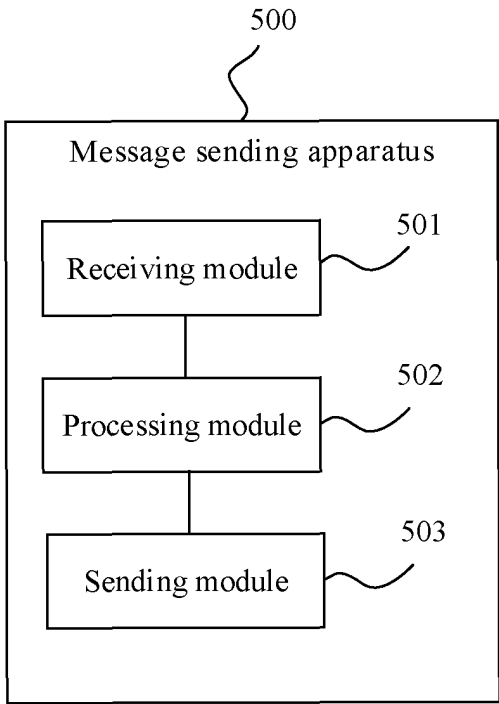 500
Message sending apparatus
501
Receiving module
502
Processing module
503
Sending module